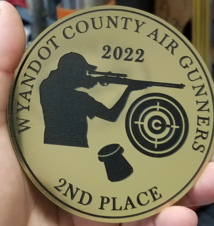 WYANDOT COUNTY AIR GUNNERS
2022
2ND PLACE